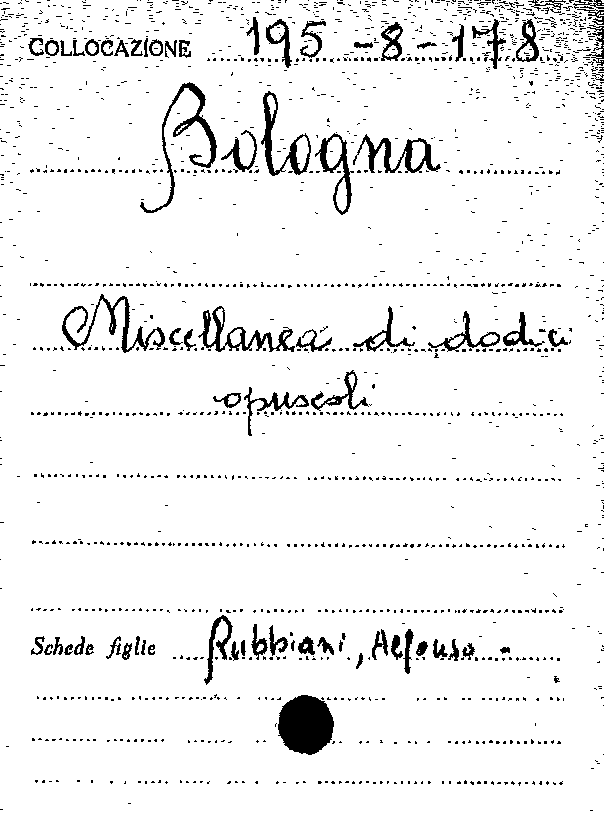 COLLOCAZIONE 195-8-178
Bologna
Miscellanea di dodici
opuscoli
Schede figlie Rubbiani, Alfonso -